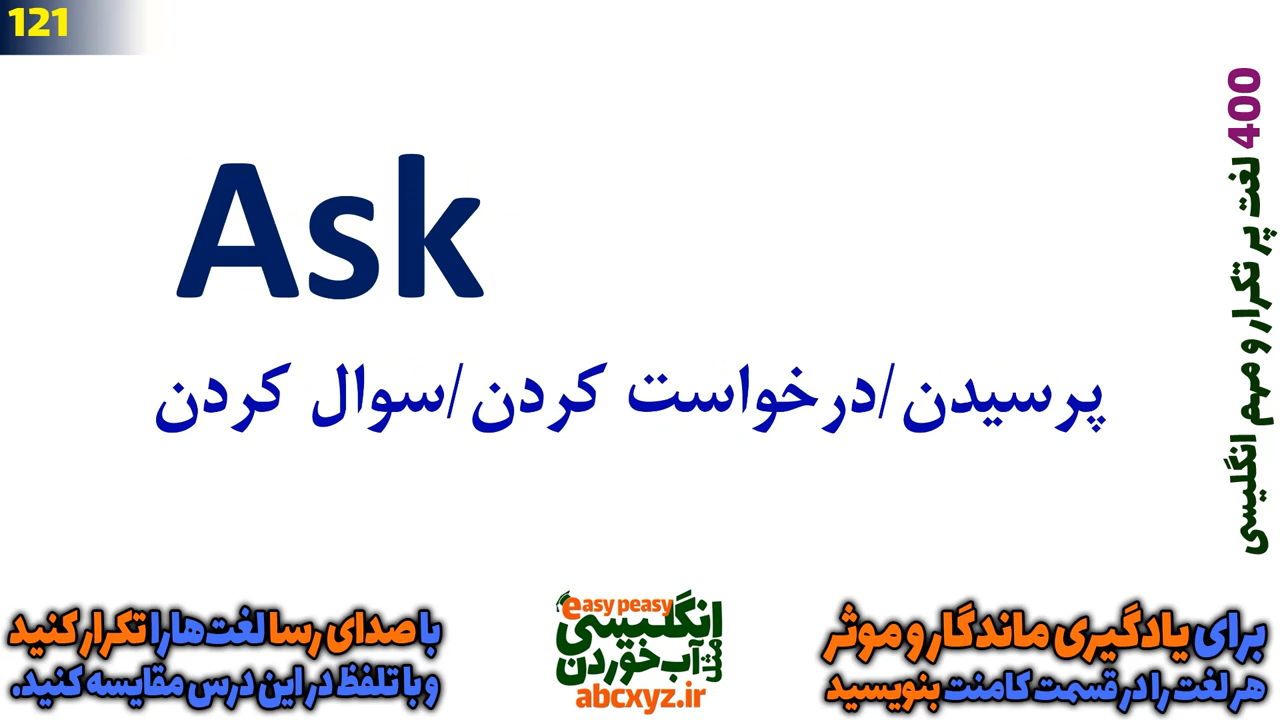 121
Ask
پرسیدن/درخواست کردن/سوال کردن
400 لغت پر تکرار و مهم انگلیسی
برای یادگیری ماندگار و موثر
هر لغت را در قسمت کامنت بنویسید
easy peasy
انگلیسی
مثل آب خوردن
abcxyz.ir
با صدای رسا لغت‌ها را تکرار کنید
و با تلفظ در این درس مقایسه کنید.